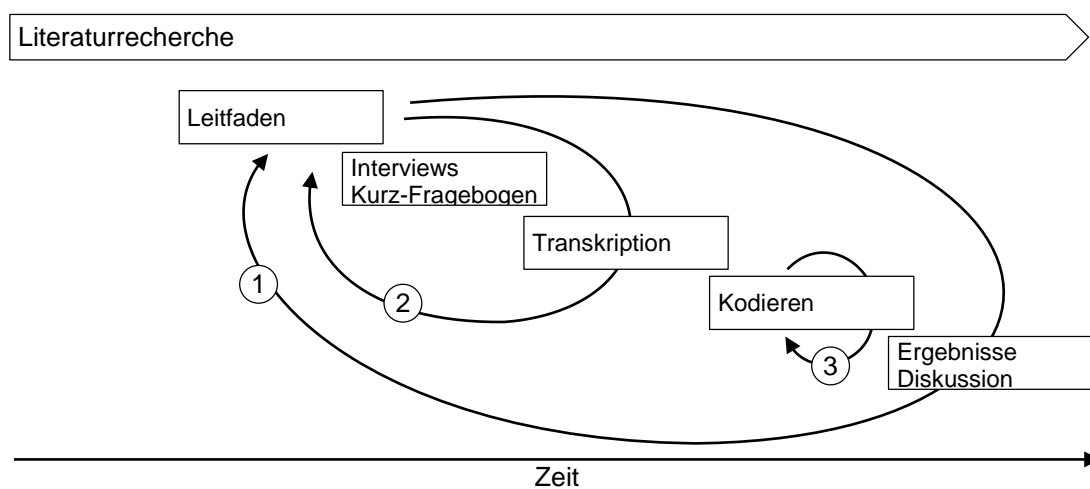 Literaturrecherche
Leitfaden
Interviews
Kurz-Fragebogen
Transkription
1
2
Kodieren
3
Ergebnisse
Diskussion
Zeit